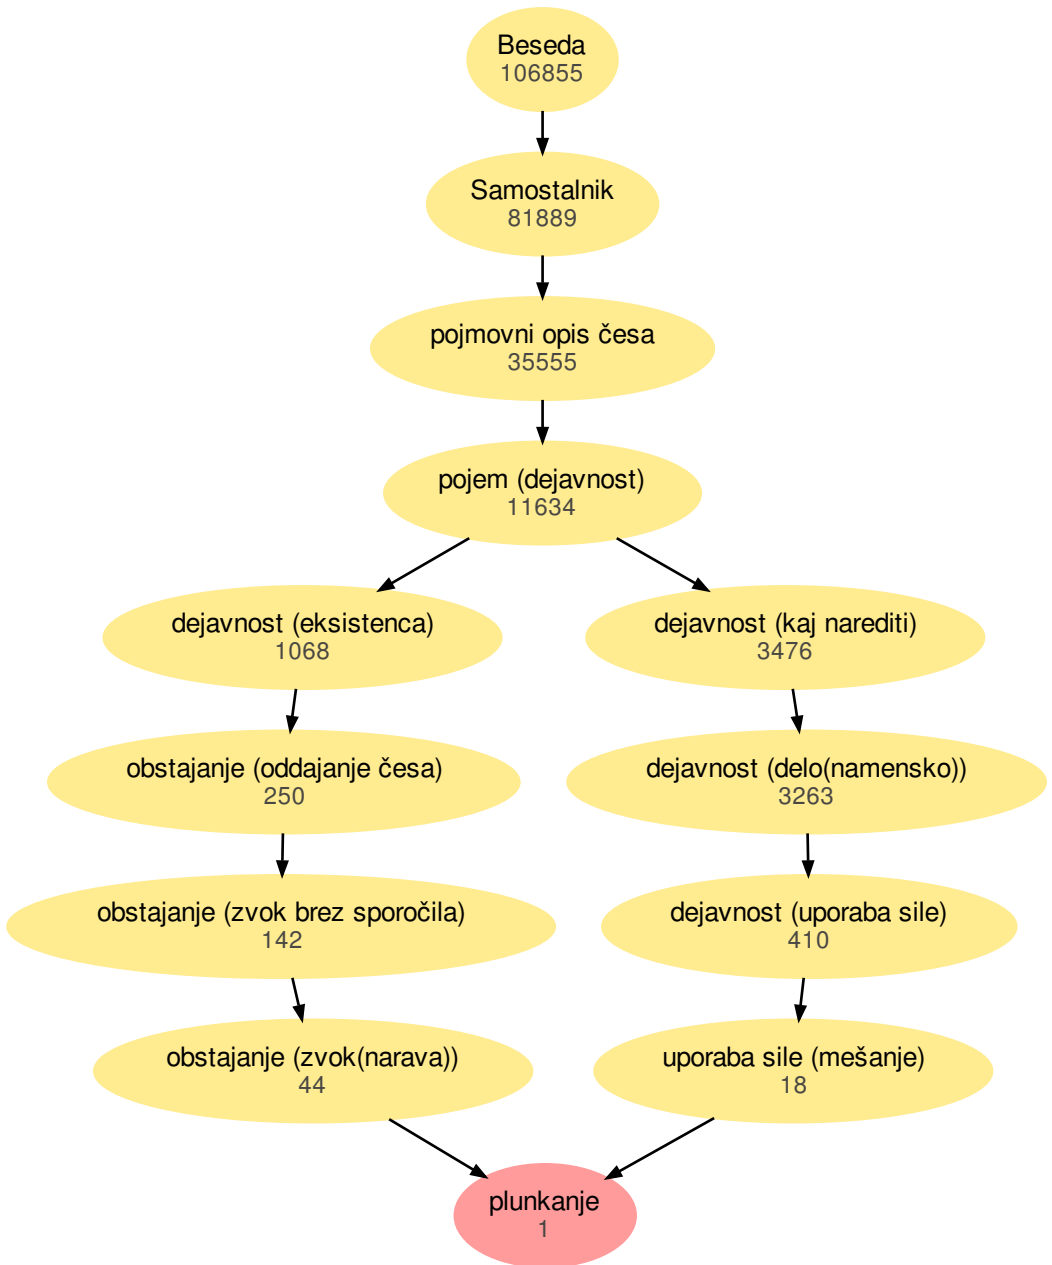 Beseda
106855
Samostalnik
81889
pojmovni opis česa
35555
pojem (dejavnost)
11634
dejavnost (eksistenca)
1068
dejavnost (kaj narediti)
3476
obstajanje (oddajanje česa)
250
dejavnost (delo(namensko))
3263
obstajanje (zvok brez sporočila)
142
dejavnost (uporaba sile)
410
obstajanje (zvok(narava))
44
uporaba sile (mešanje)
18
plunkanje
1